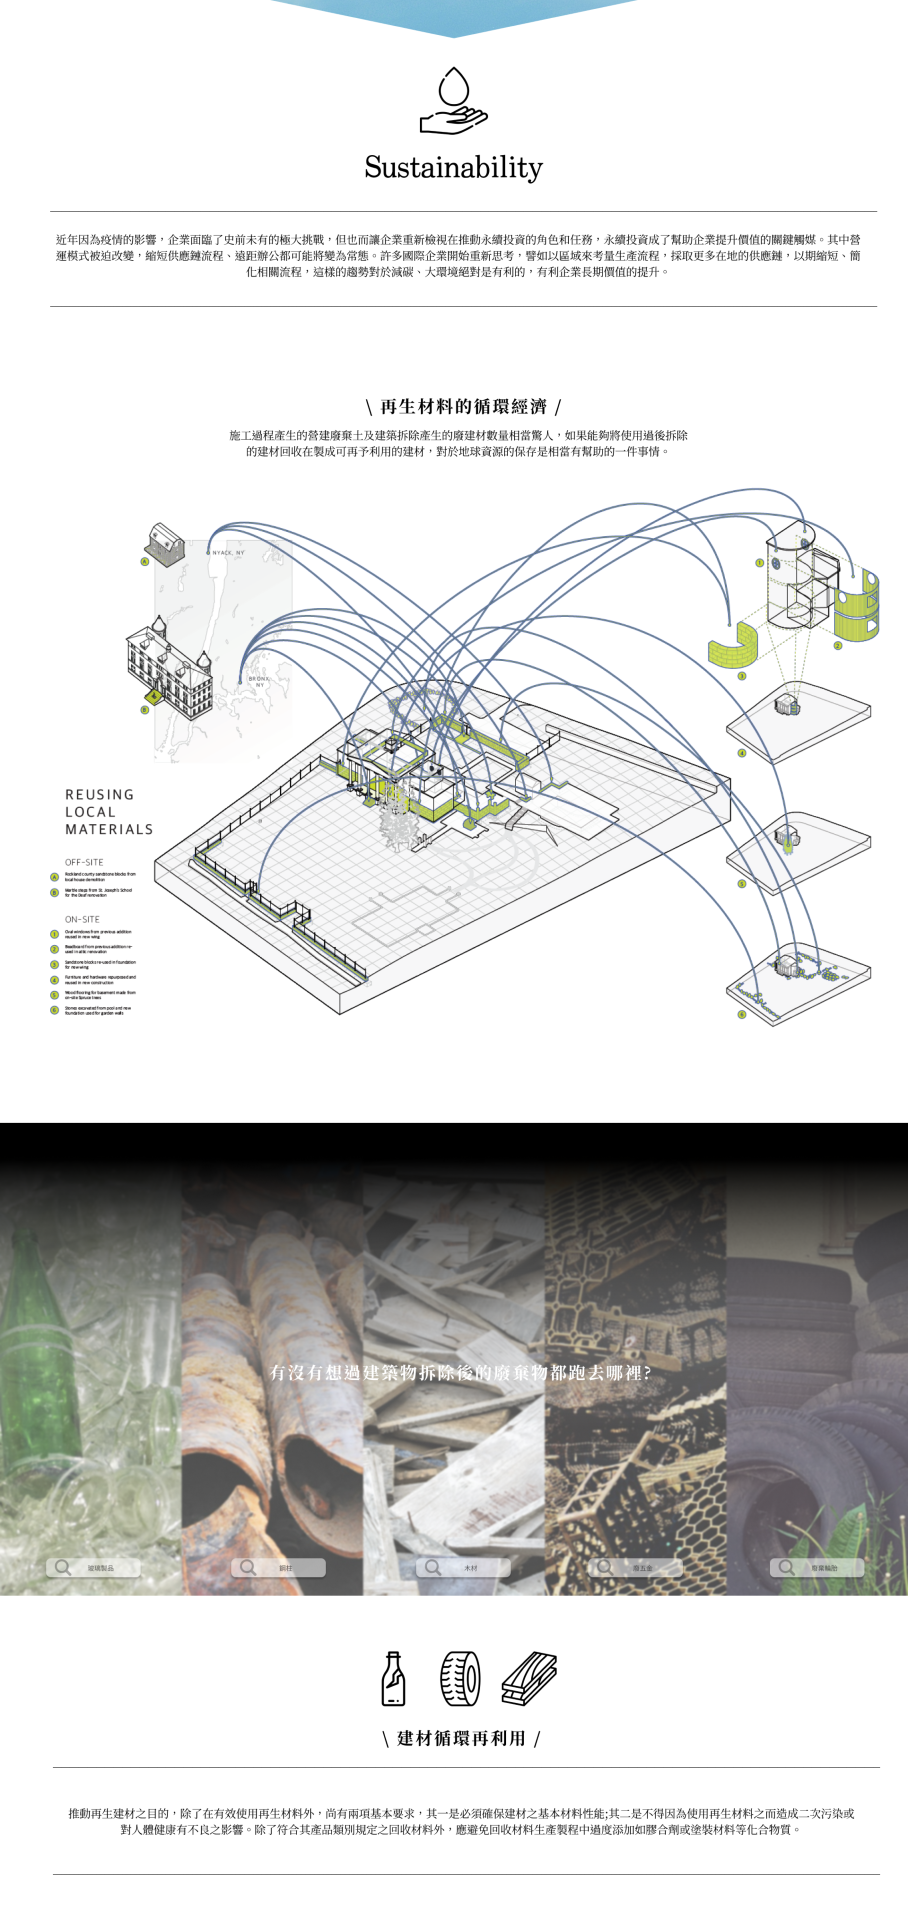 Sustainability
近年因為疫情的影響，企業面臨了史前未有的極大挑戰，但也而讓企業重新檢視在推動永續投資的角色和任務，永續投資成了幫助企業提升價值的關鍵觸媒。其中營
運模式被迫改變，縮短供應鏈流程、遠距辦公都可能將變為常態。許多國際企業開始重新思考，譬如以區域來考量生產流程，採取更多在地的供應鏈，以期縮短、簡
化相關流程，這樣的趨勢對於減碳、大環境絕對是有利的，有利企業長期價值的提升。
\ 再生材料的循環經濟 /
施工過程產生的營建廢棄土及建築拆除產生的廢建材數量相當驚人，如果能夠將使用過後拆除
的建材回收在製成可再予利用的建材，對於地球資源的保存是相當有幫助的一件事情。
NYACK, NY
A
BRONX,
NY
B
1
2
3
4
5
6
REUSING
LOCAL
MATERIALS
OFF-SITE
A Rockland county sandstone blocks from
local house demolition
B Marble steps from St. Joseph's School
for the Deaf renovation
ON-SITE
1 Oval windows from previous addition
reused in new wing
2 Beadboard from previous addition re-
used in attic renovation
3 Sandstone blocks re-used in foundation
for new wing
4 Furniture and hardware repurposed and
reused in new construction
5 Wood flooring for basement made from
on-site Spruce trees
6 Stones excavated from pool and new
foundation used for garden walls
有沒有想過建築物拆除後的廢棄物都跑去哪裡?
玻璃製品
鋼柱
木材
廢五金
廢棄輪胎
\ 建材循環再利用 /
推動再生建材之目的，除了在有效使用再生材料外，尚有兩項基本要求，其一是必須確保建材之基本材料性能;其二是不得因為使用再生材料之而造成二次污染或
對人體健康有不良之影響。除了符合其產品類別規定之回收材料外，應避免回收材料生產製程中過度添加如膠合劑或塗裝材料等化合物質。